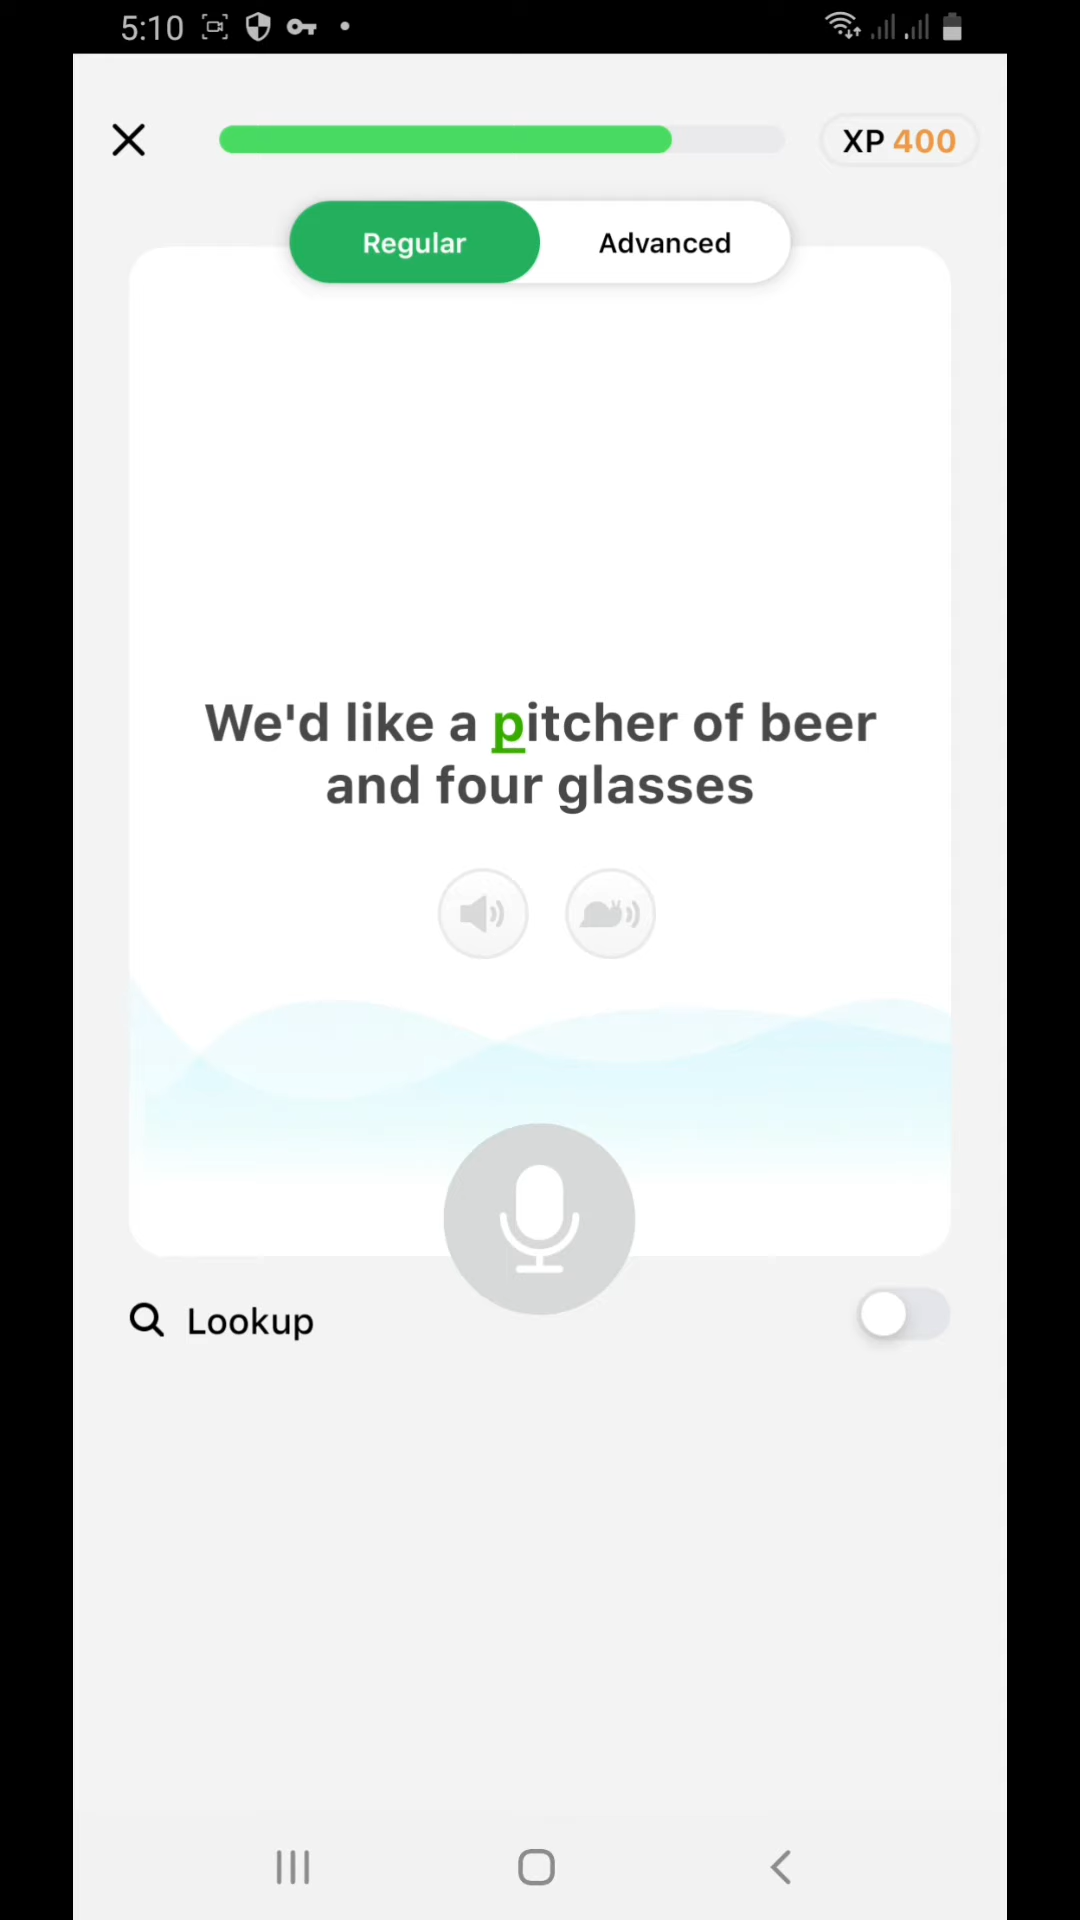 5:10
XP 400
Regular
Advanced
We'd like a pitcher of beer
and four glasses
Lookup